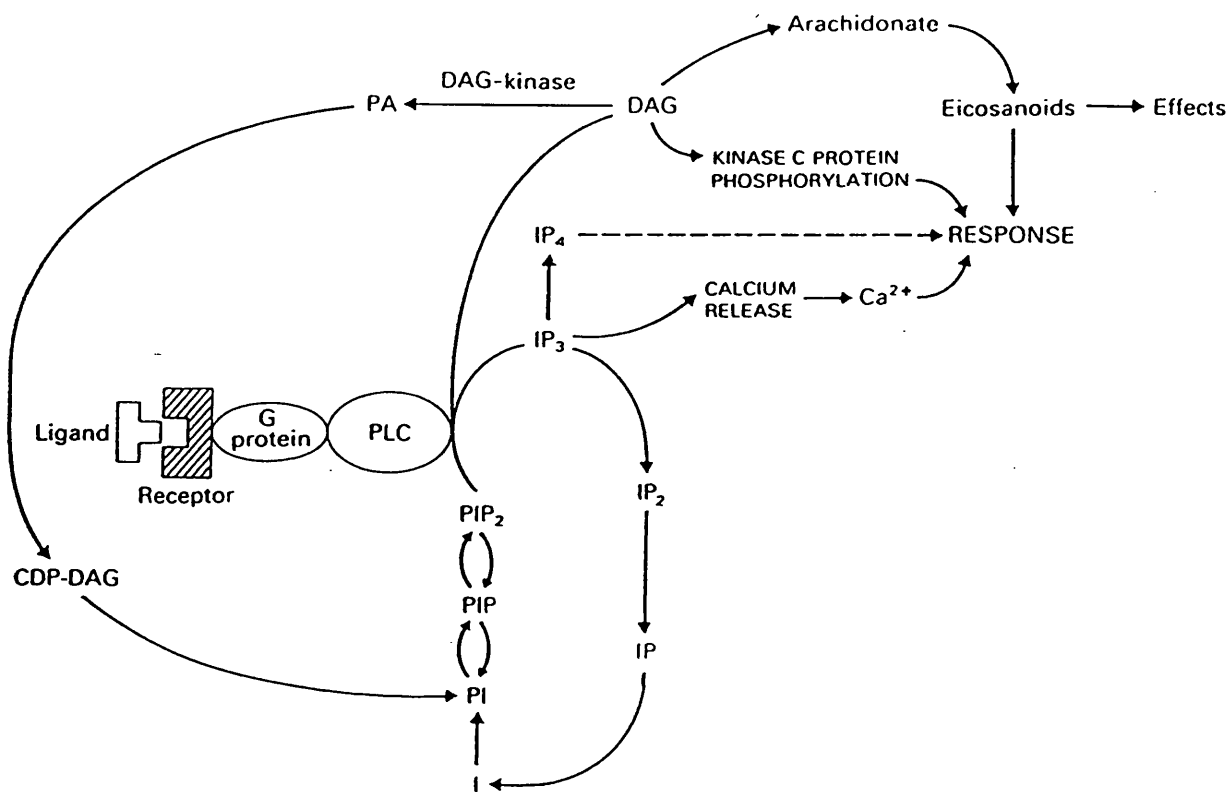 Arachidonate
DAG-kinase
PA
DAG
Eicosanoids
Effects
KINASE C PROTEIN
PHOSPHORYLATION
IP₄
RESPONSE
CALCIUM
RELEASE
Ca²⁺
IP₃
Ligand
G
protein
PLC
Receptor
IP₂
PIP₂
CDP-DAG
PIP
IP
PI
I